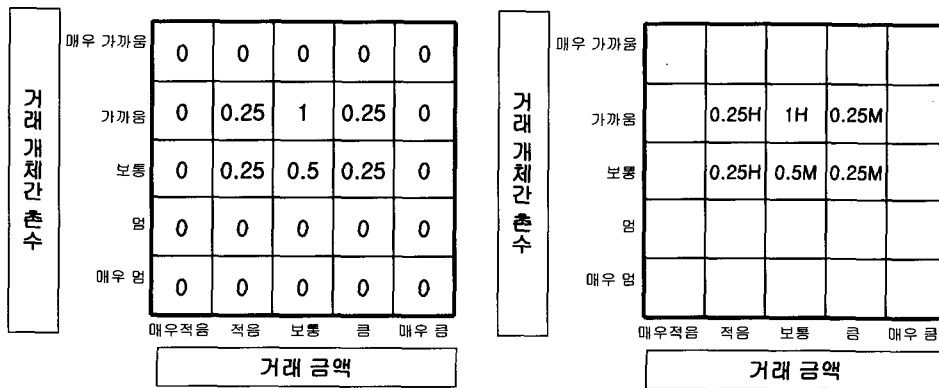 거래 개체간 촌수
매우 가까움 0 0 0 0 0
가까움 0 0.25 1 0.25 0
보통 0 0.25 0.5 0.25 0
멈 0 0 0 0 0
매우 멈 0 0 0 0 0
매우적음 적음 보통 큼 매우 큼
거래 금액
거래 개체간 촌수
매우 가까움
가까움 0.25H 1H 0.25M
보통 0.25H 0.5M 0.25M
멈
매우 멈
매우적음 적음 보통 큼 매우 큼
거래 금액